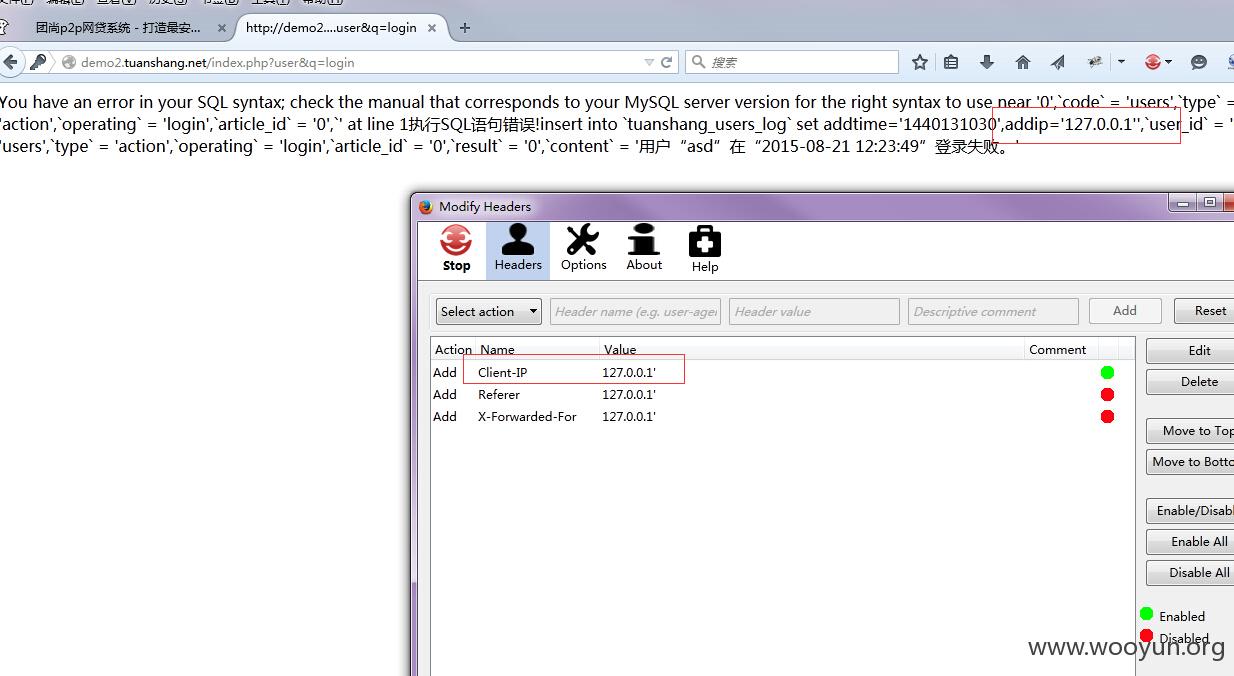 团尚p2p网贷系统 - 打造最安...
http://demo2....user&q=login
demo2.tuanshang.net/index.php?user&q=login
搜索
You have an error in your SQL syntax; check the manual that corresponds to your MySQL server version for the right syntax to use near '0',`code` = 'users',`type` =
'action',`operating` = 'login',`article_id` = '0',`' at line 1执行SQL语句错误!insert into `tuanshang_users_log` set addtime='1440131030',addip='127.0.0.1'',`user_id` = '
'users',`type` = 'action',`operating` = 'login',`article_id` = '0',`result` = '0',`content` = '用户“asd”在“2015-08-21 12:23:49”登录失败。'
Modify Headers
Stop Headers Options About Help
Select action Header name (e.g. user-agen Header value Descriptive comment Add Reset
Action Name Value Comment
Add Client-IP 127.0.0.1'
Add Referer 127.0.0.1'
Add X-Forwarded-For 127.0.0.1'
Edit
Delete
Move to Top
Move to Botto
Enable/Disabl
Enable All
Disable All
Enabled
Disabled
www.wooyun.org